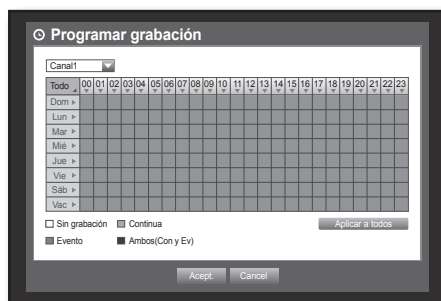 Programar grabación
Canal1
Todo 00 01 02 03 04 05 06 07 08 09 10 11 12 13 14 15 16 17 18 19 20 21 22 23
Dom
Lun
Mar
Mié
Jue
Vie
Sáb
Vac
Sin grabación Continua Aplicar a todos
Evento Ambos(Con y Ev)
Acept. Cancel